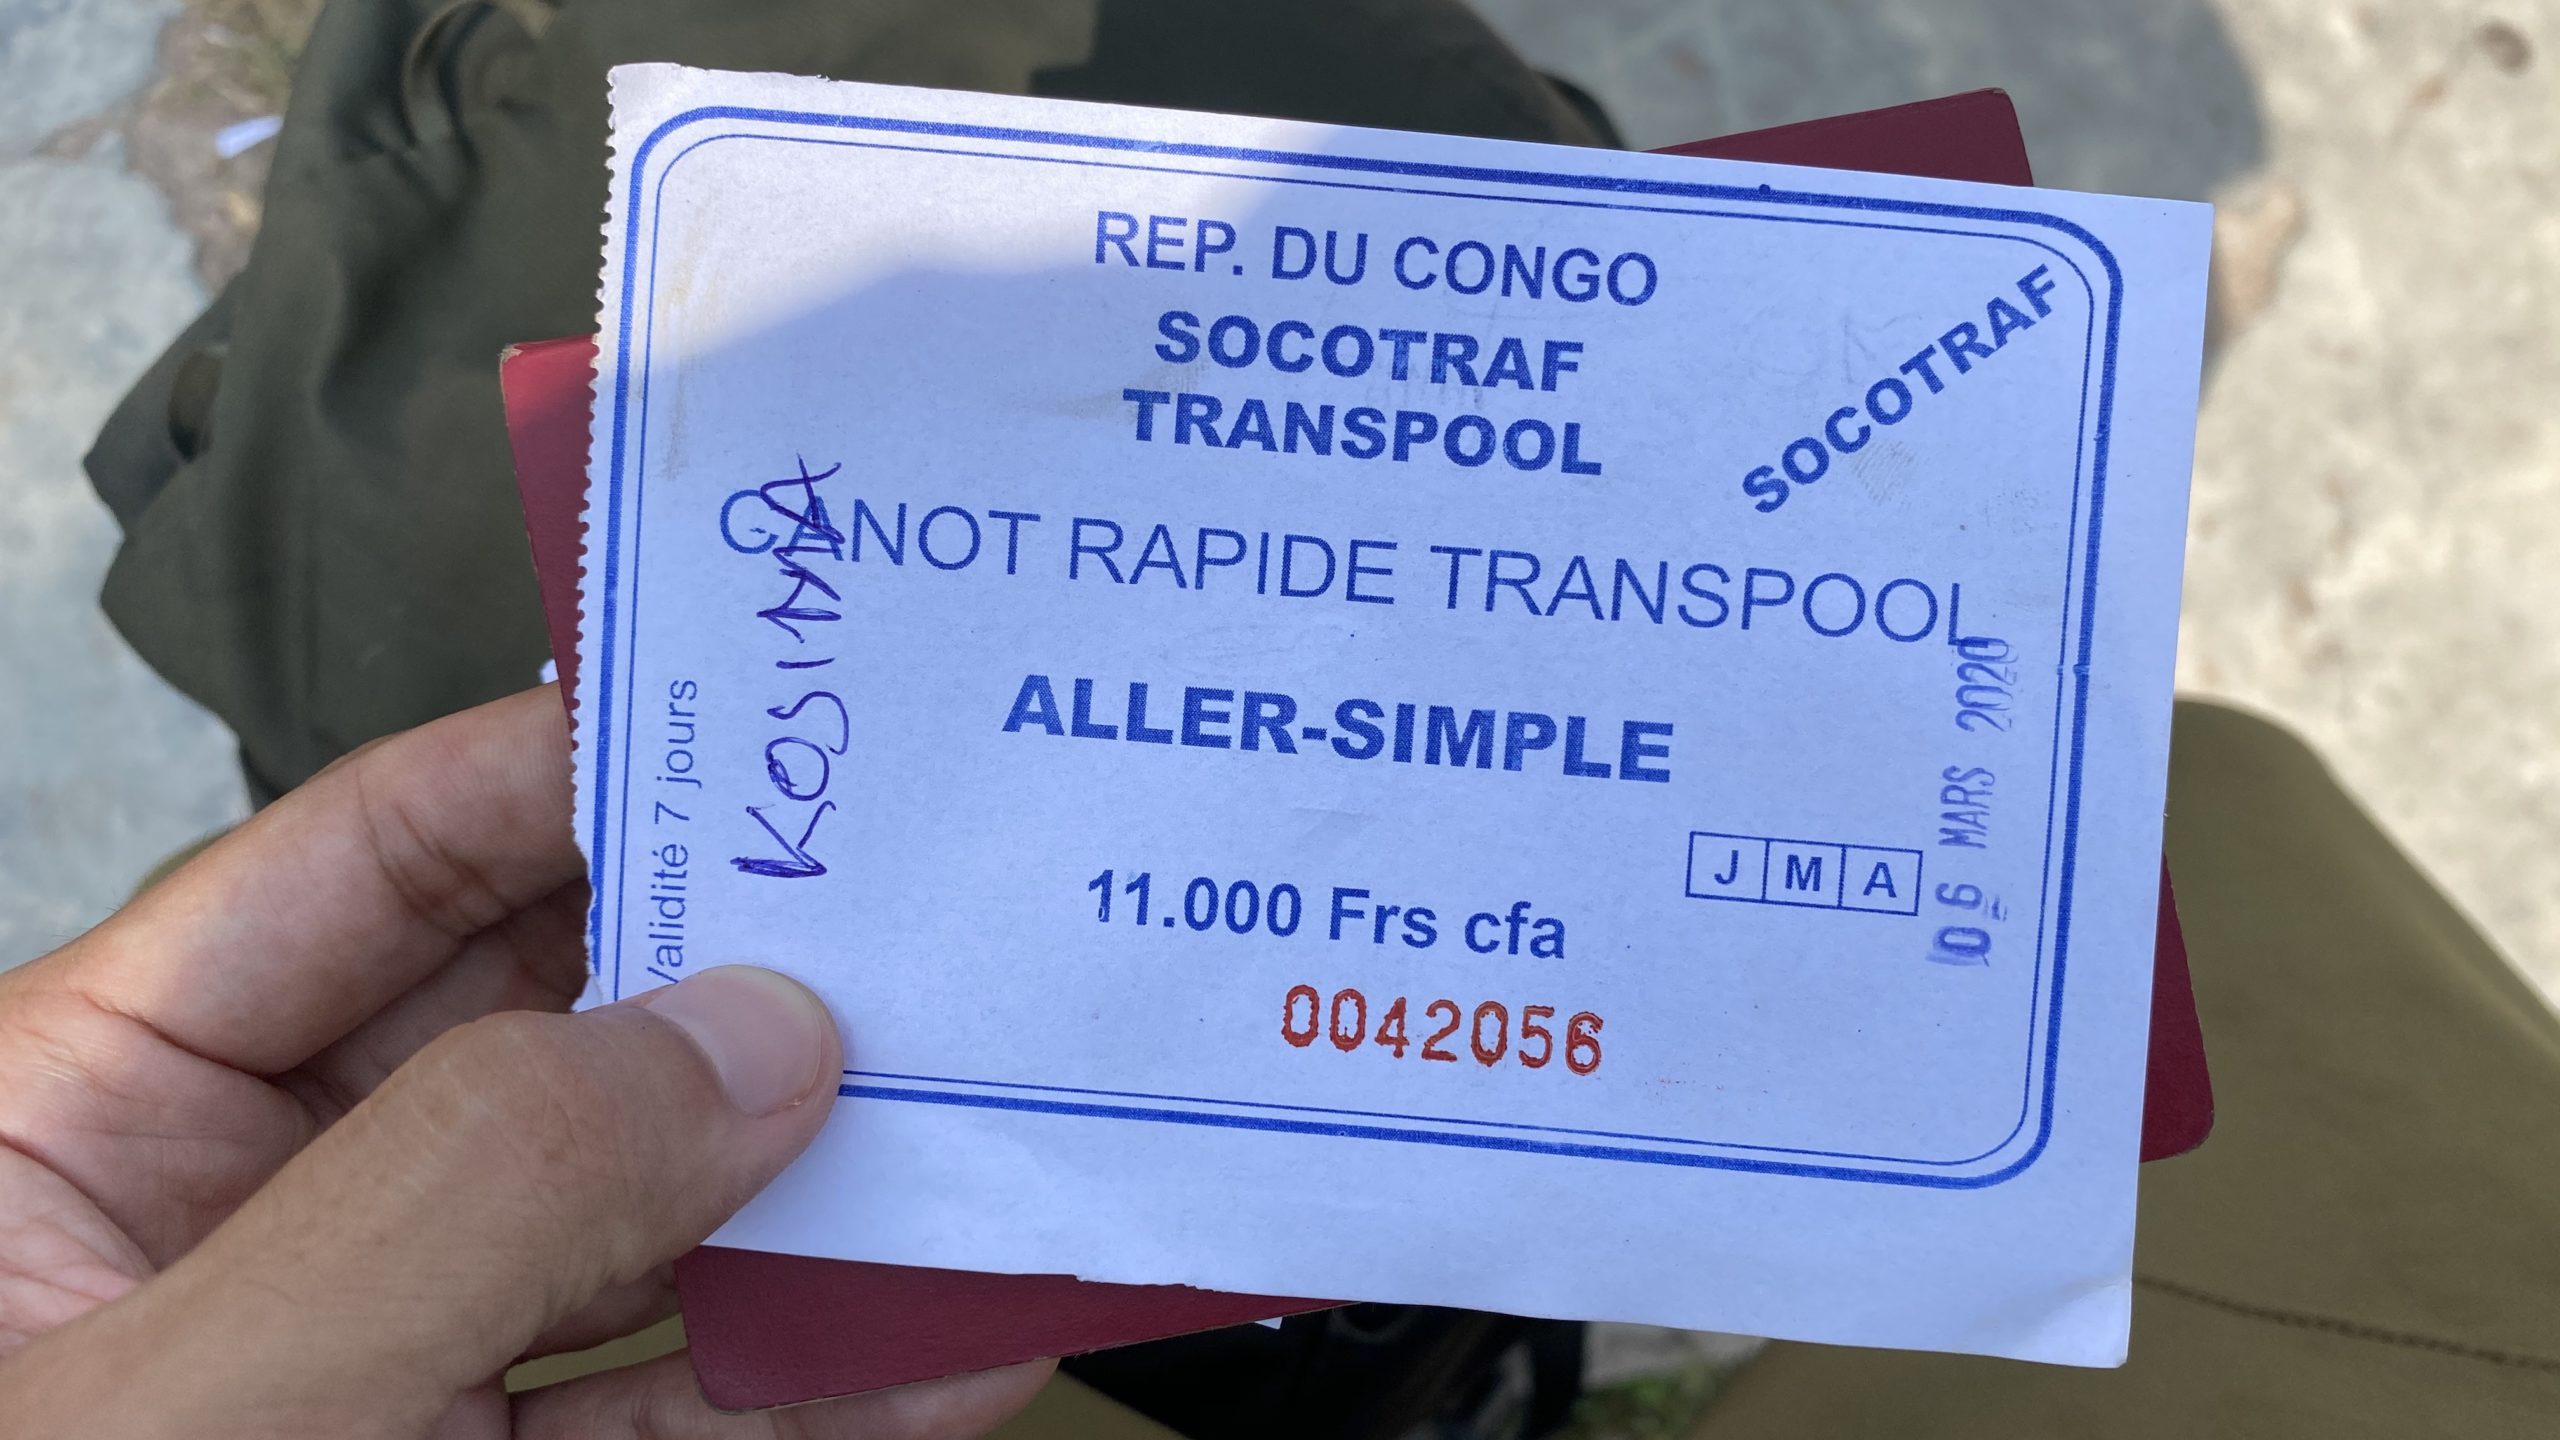 REP. DU CONGO
SOCOTRAF
TRANSPOOL
SOCOTRAF
CANOT RAPIDE TRANSPOOL
ALLER-SIMPLE
11.000 Frs cfa
J M A
0042056
Validité 7 jours
KOSIMA
06 MARS 2020